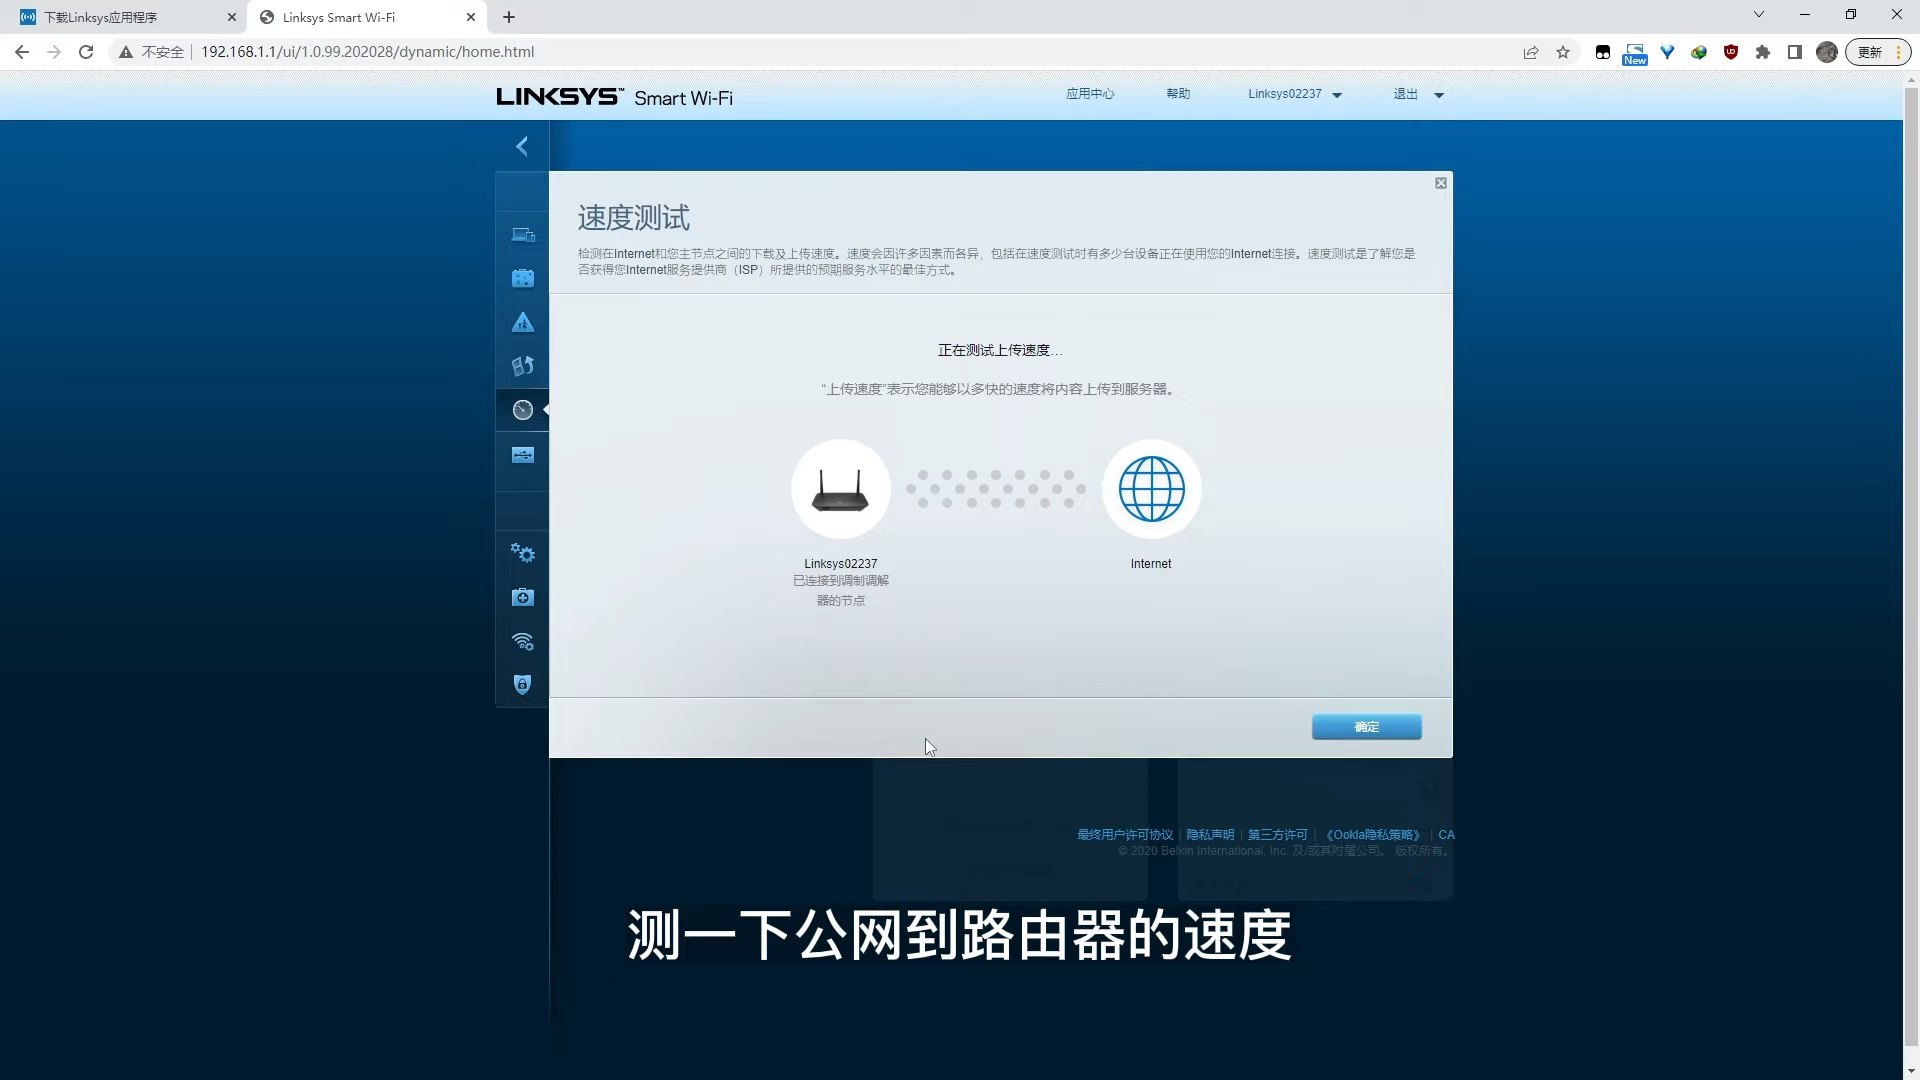 下载Linksys应用程序
Linksys Smart Wi-Fi
不安全
192.168.1.1/ui/1.0.99.202028/dynamic/home.html
New
更新
LINKSYS™ Smart Wi-Fi
应用中心
帮助
Linksys02237
退出
速度测试
检测在Internet和您主节点之间的下载及上传速度。速度会因许多因素而各异，包括在速度测试时有多少台设备正在使用您的Internet连接。速度测试是了解您是
否获得您Internet服务提供商（ISP）所提供的预期服务水平的最佳方式。
正在测试上传速度...
“上传速度”表示您能够以多快的速度将内容上传到服务器。
Linksys02237
已连接到调制调解
器的节点
Internet
确定
最终用户许可协议 | 隐私声明 | 第三方许可 | 《Ookla隐私策略》 | CA
© 2020 Belkin International, Inc. 及/或其附属公司。 版权所有。
测一下公网到路由器的速度